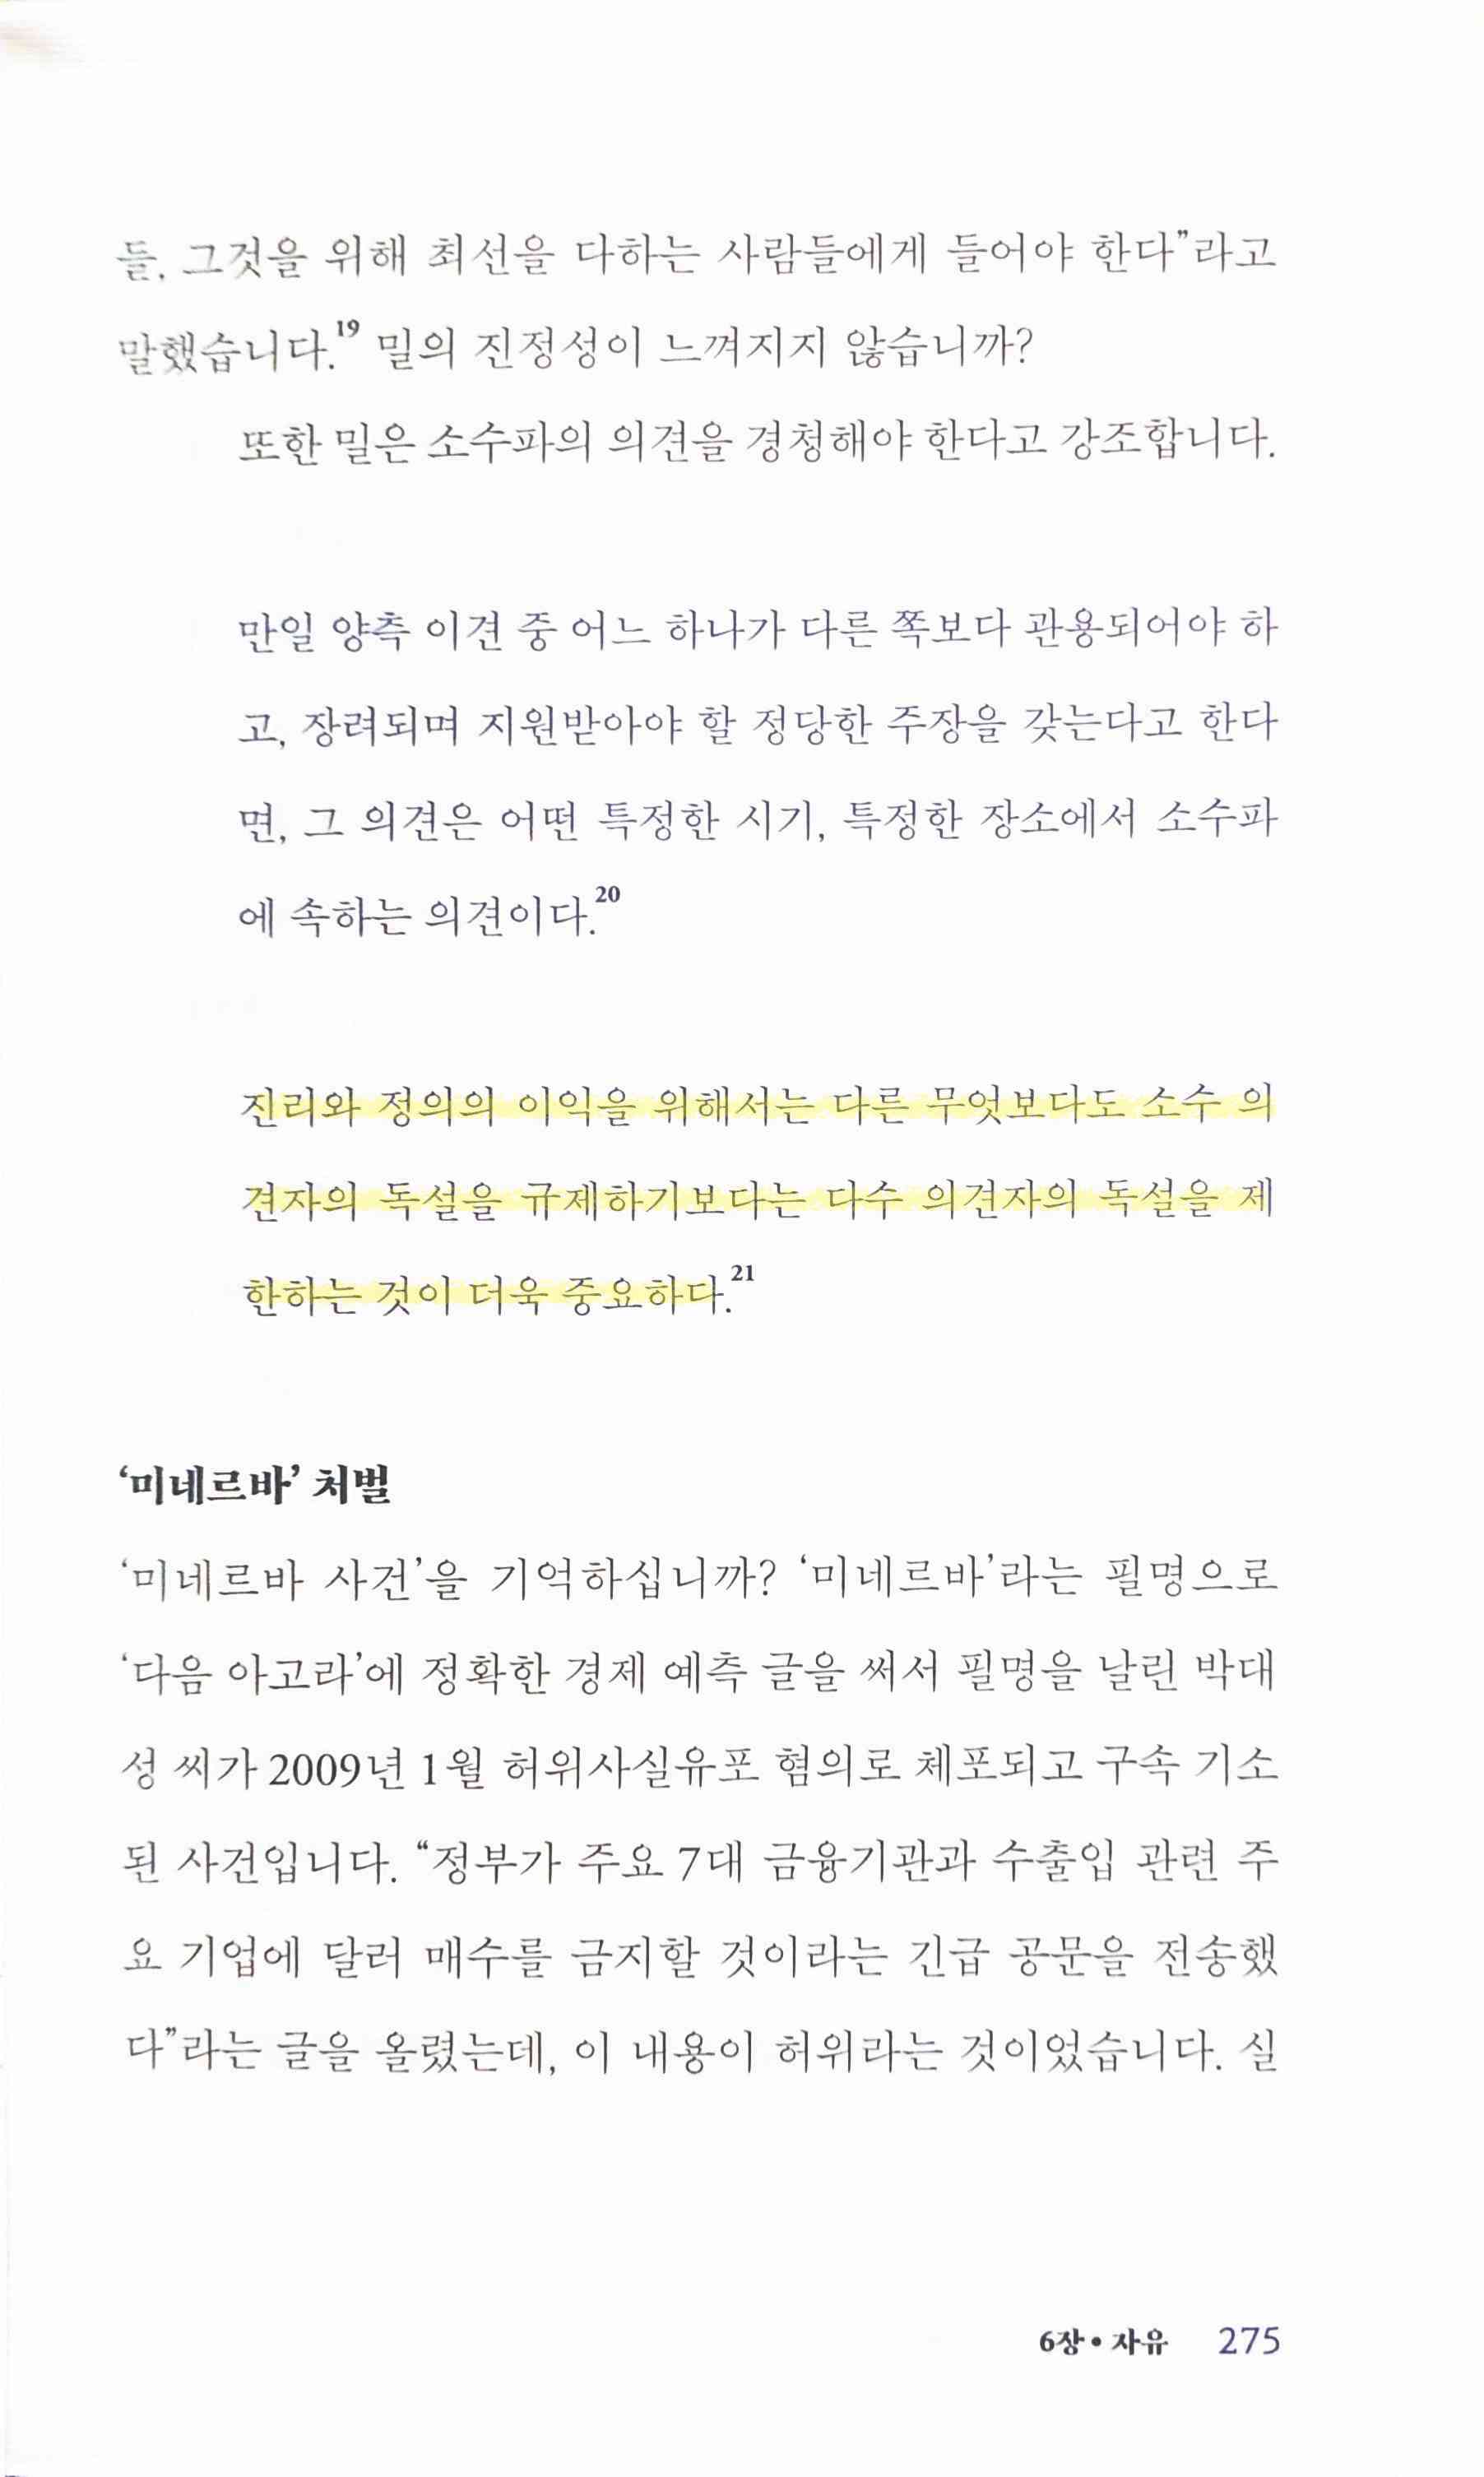 들, 그것을 위해 최선을 다하는 사람들에게 들어야 한다”라고
말했습니다.19 밀의 진정성이 느껴지지 않습니까?
또한 밀은 소수파의 의견을 경청해야 한다고 강조합니다.
만일 양측 이견 중 어느 하나가 다른 쪽보다 관용되어야 하
고, 장려되며 지원받아야 할 정당한 주장을 갖는다고 한다
면, 그 의견은 어떤 특정한 시기, 특정한 장소에서 소수파
에 속하는 의견이다.20
진리와 정의의 이익을 위해서는 다른 무엇보다도 소수 의
견자의 독설을 규제하기보다는 다수 의견자의 독설을 제
한하는 것이 더욱 중요하다.21
‘미네르바’ 처벌
‘미네르바 사건’을 기억하십니까? ‘미네르바’라는 필명으로
‘다음 아고라’에 정확한 경제 예측 글을 써서 필명을 날린 박대
성 씨가 2009년 1월 허위사실유포 혐의로 체포되고 구속 기소
된 사건입니다. “정부가 주요 7대 금융기관과 수출입 관련 주
요 기업에 달러 매수를 금지할 것이라는 긴급 공문을 전송했
다”라는 글을 올렸는데, 이 내용이 허위라는 것이었습니다. 실
6장 • 자유 275